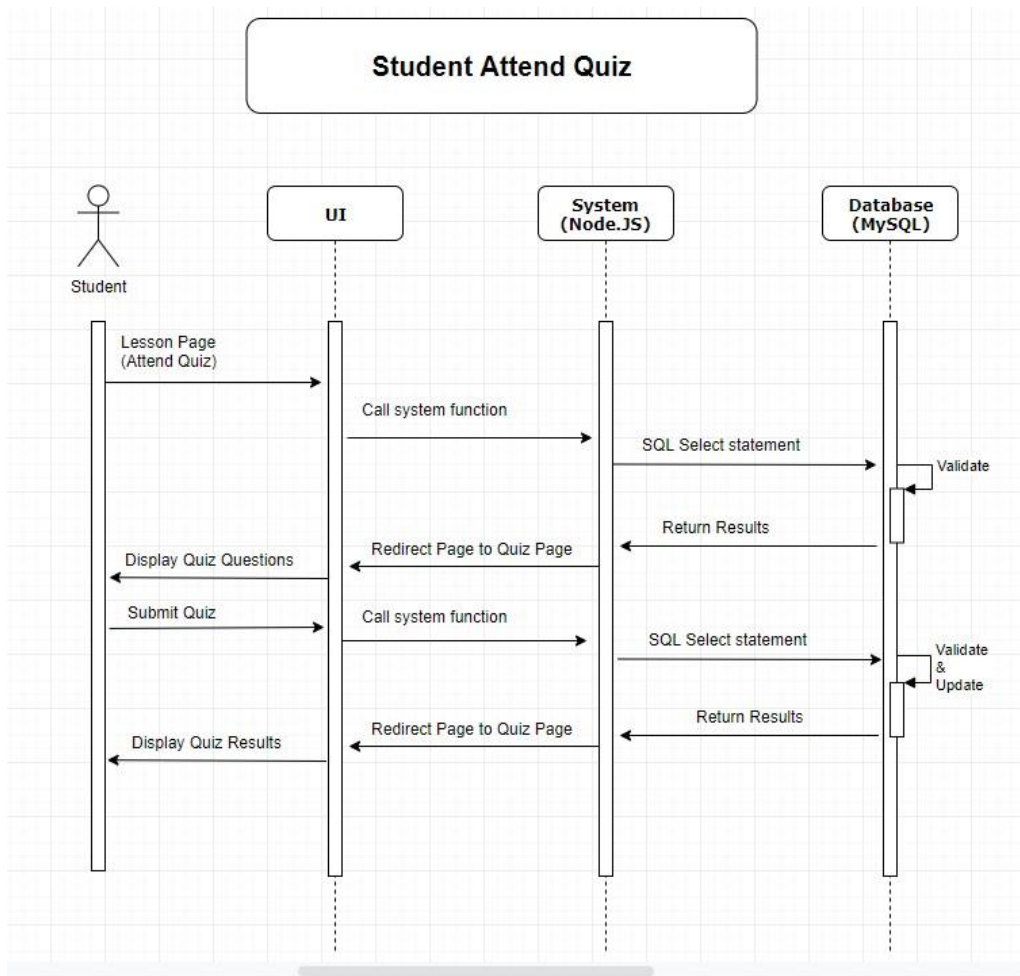 Student Attend Quiz
UI
System
(Node.JS)
Database
(MySQL)
Student
Lesson Page
(Attend Quiz)
Call system function
SQL Select statement
Validate
Return Results
Redirect Page to Quiz Page
Display Quiz Questions
Submit Quiz
Call system function
SQL Select statement
Validate
&
Update
Return Results
Redirect Page to Quiz Page
Display Quiz Results